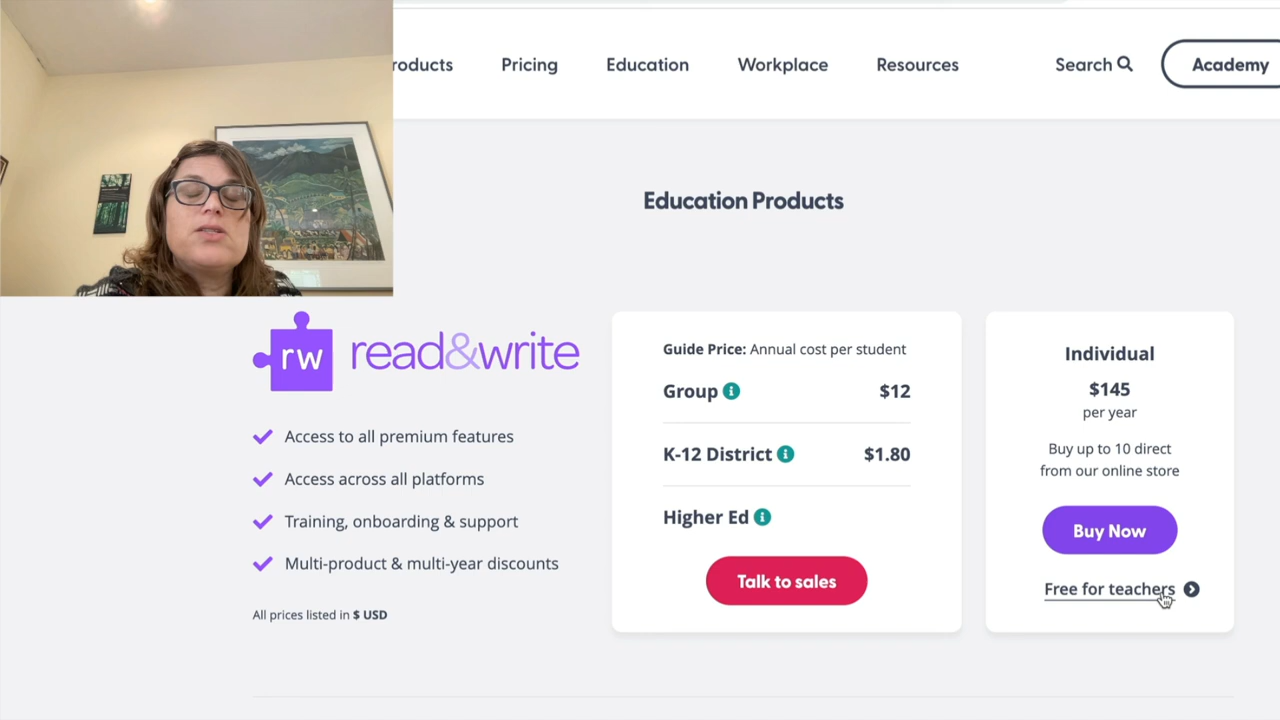 roducts
Pricing
Education
Workplace
Resources
Search
Academy
Education Products
rw
read&write
Access to all premium features
Access across all platforms
Training, onboarding & support
Multi-product & multi-year discounts
All prices listed in $ USD
Guide Price: Annual cost per student
Group $12
K-12 District $1.80
Higher Ed
Talk to sales
Individual
$145
per year
Buy up to 10 direct
from our online store
Buy Now
Free for teachers